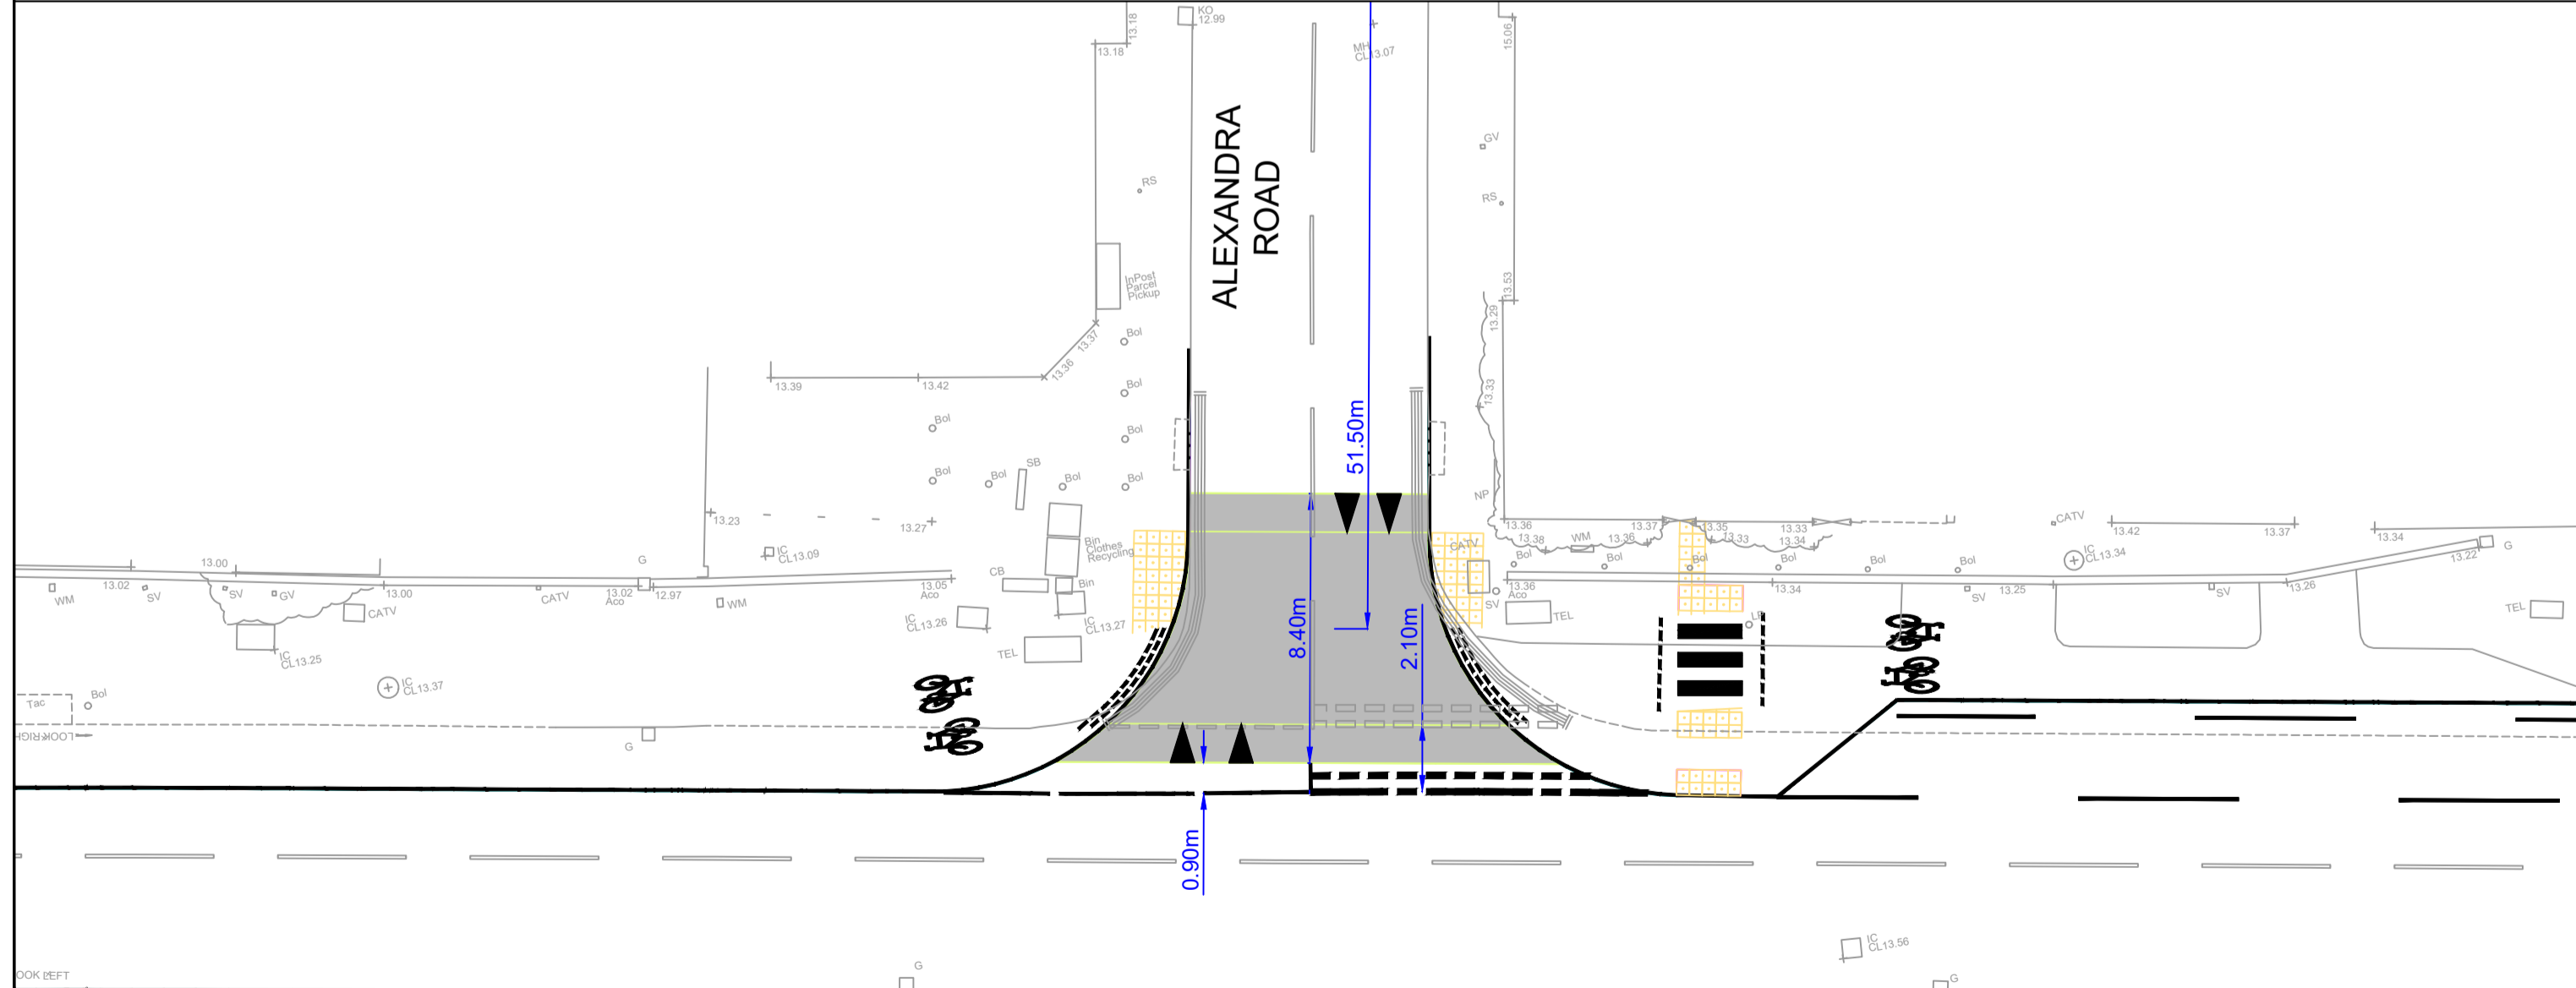 KO
12.99
13.18
13.18
MH
CL13.07
15.06
ALEXANDRA
ROAD
GV
RS
RS
InPost
Parcel
Pickup
13.53
13.29
Bol
13.37
13.36
13.39
13.42
Bol
13.33
51.50m
Bol
Bol
SB
Bol
Bol
Bol
Bol
NP
13.23
13.27
13.36
13.37
13.35
13.33
CATV
13.42
13.37
13.34
13.38
WM
13.36
13.33
13.34
IC
CL13.09
Bin
Clothes
Recycling
CATV
Bol
Bol
Bol
Bol
Bol
IC
CL13.34
G
13.22
13.00
G
CB
Bin
13.02
SV
SV
GV
13.00
CATV
13.02
Aco
12.97
13.05
Aco
13.36
Aco
13.34
SV
13.25
SV
13.26
WM
WM
CATV
IC
CL13.26
IC
CL13.27
SV
TEL
LP
TEL
8.40m
2.10m
IC
CL13.25
TEL
IC
CL13.37
Tac
Bol
LOOK RIGH
G
0.90m
IC
CL13.56
OOK LEFT
G
G